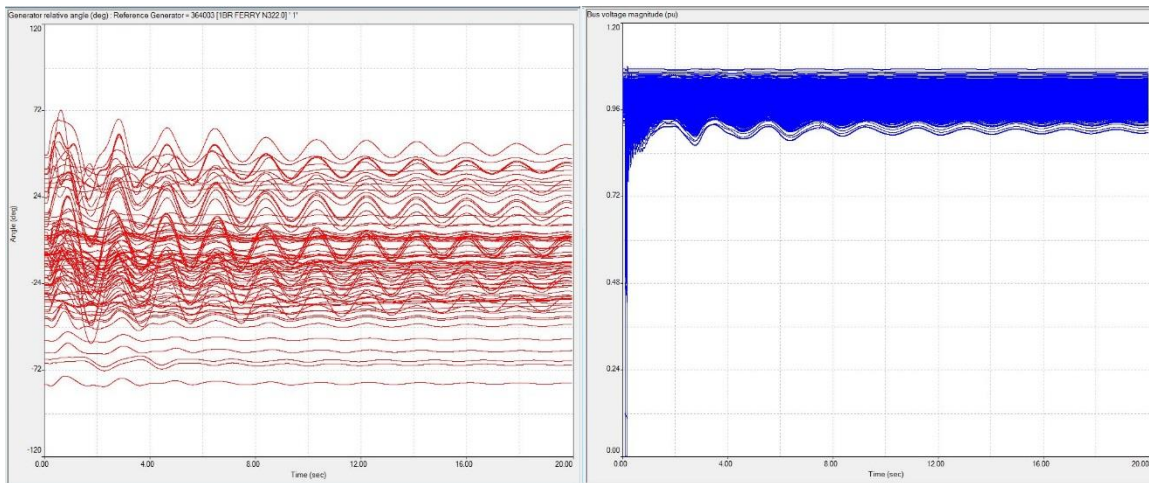 Generator relative angle (deg) : Reference Generator = 364003 [1BR FERRY N322.0] ' 1'
120
72
24
-24
-72
-120
Angle (deg)
0.00 4.00 8.00 12.00 16.00 20.00
Time (sec)
Bus voltage magnitude (pu)
1.20
0.96
0.72
0.48
0.24
0.00
0.00 4.00 8.00 12.00 16.00 20.00
Time (sec)